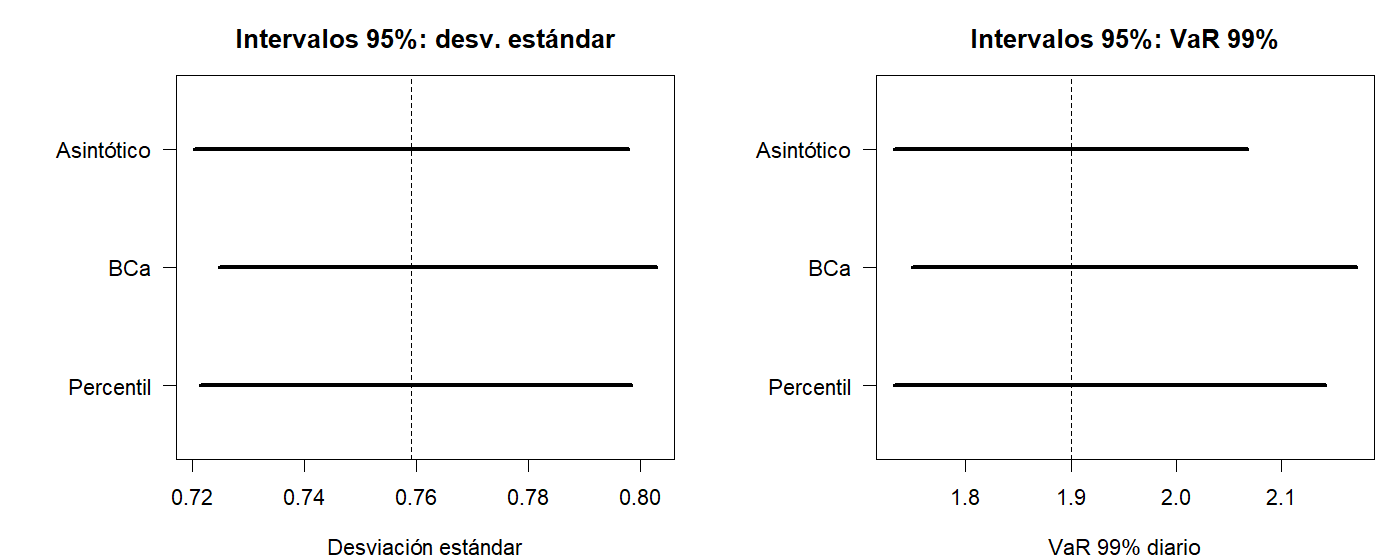 Intervalos 95%: desv. estándar
Asintótico
BCa
Percentil
0.72 0.74 0.76 0.78 0.80
Desviación estándar
Intervalos 95%: VaR 99%
Asintótico
BCa
Percentil
1.8 1.9 2.0 2.1
VaR 99% diario